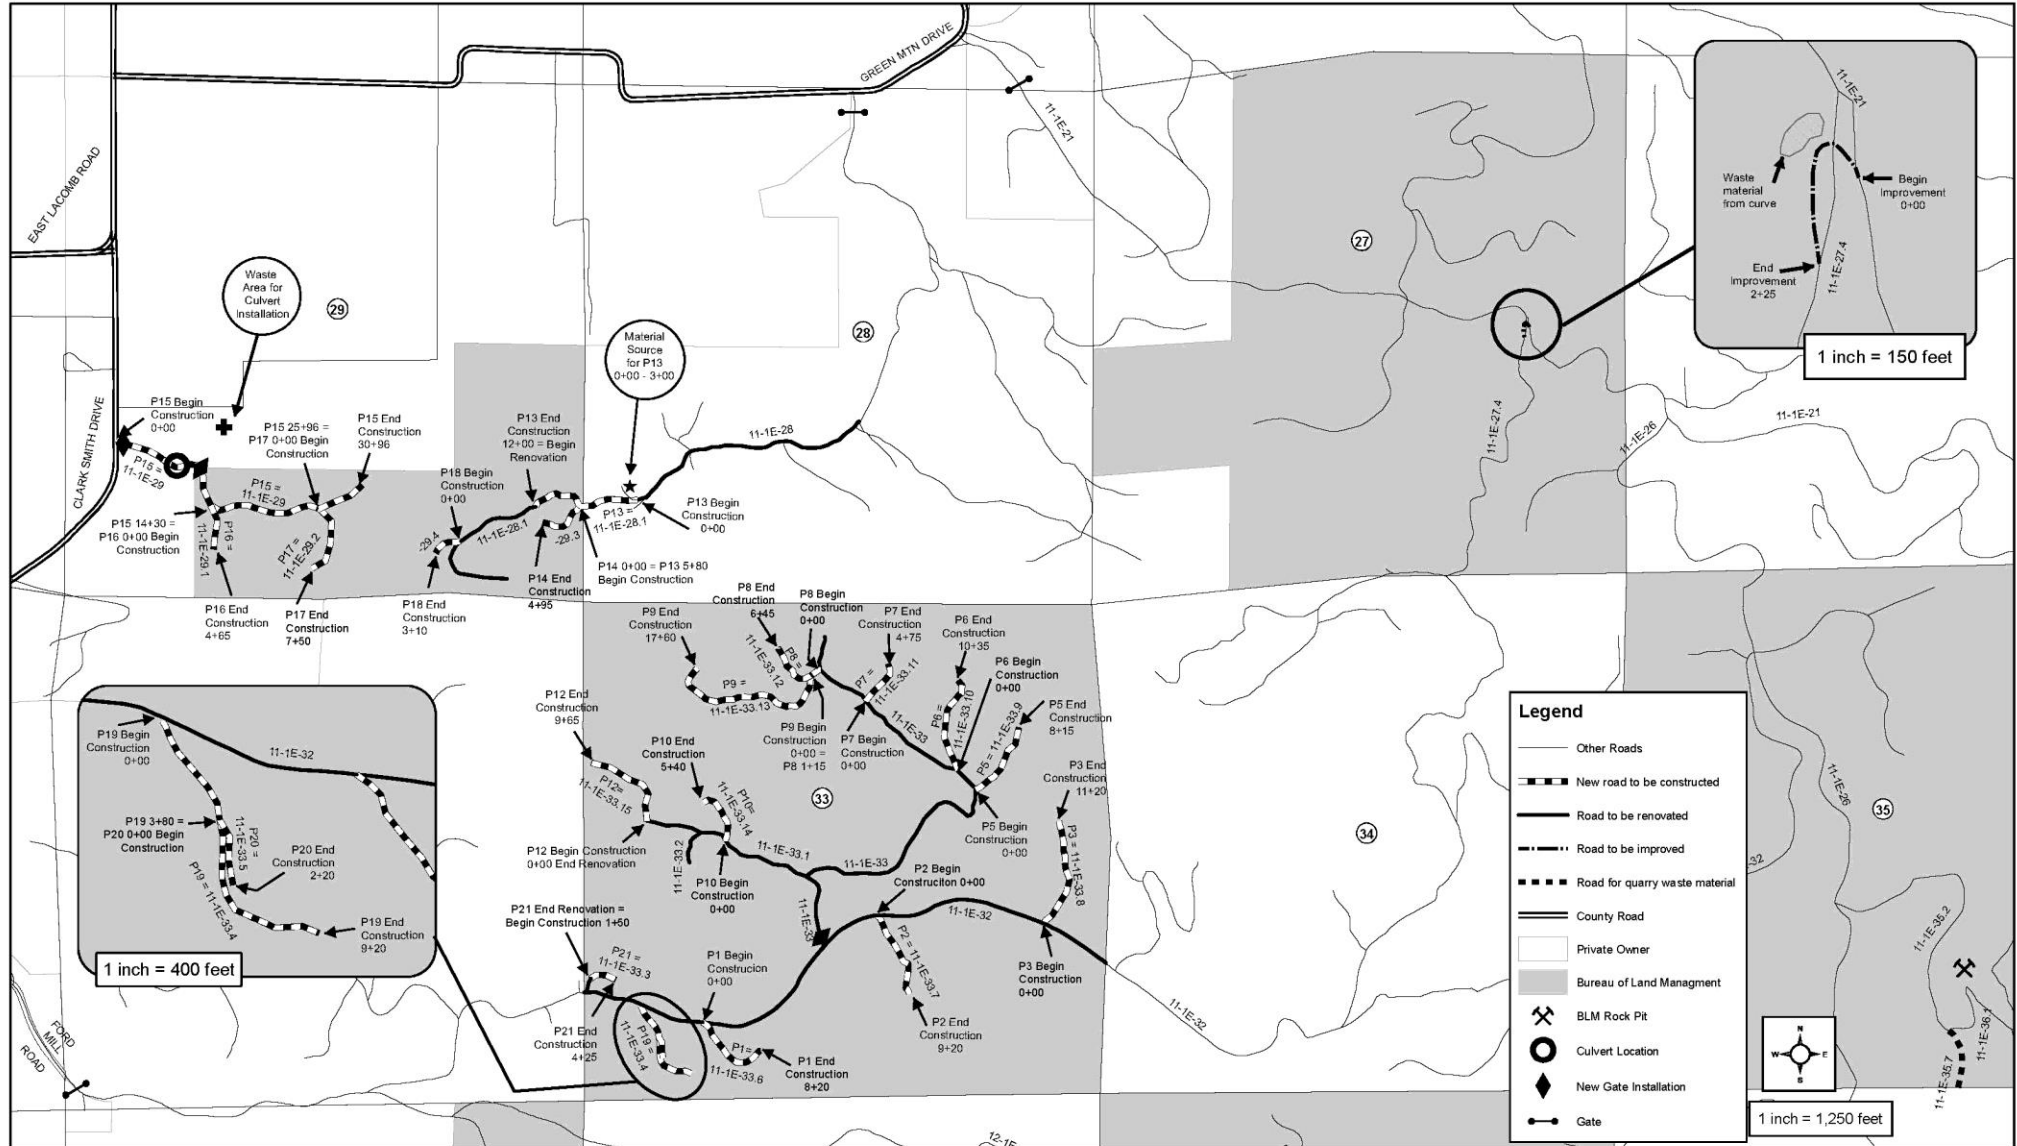 GREEN MTN DRIVE
EAST LACOMB ROAD
CLARK SMITH DRIVE
11-1E-21
27
28
29
Waste
Area for
Culvert
Installation
Material
Source
for P13
0+00 - 3+00
11-1E-21
Waste
material
from curve
Begin
Improvement
0+00
End
Improvement
2+25
11-1E-27.4
1 inch = 150 feet
11-1E-27.4
11-1E-26
11-1E-21
P15 Begin
Construction
0+00
P15 =
11-1E-29
P15 25+96 =
P17 0+00 Begin
Construction
P15 End
Construction
30+96
P15 =
11-1E-29
P15 14+30 =
P16 0+00 Begin
Construction
P16 =
11-1E-29.1
P17 =
11-1E-29.2
P16 End
Construction
4+65
P17 End
Construction
7+50
P18 Begin
Construction
0+00
-29.4
P18 End
Construction
3+10
P13 End
Construction
12+00 = Begin
Renovation
11-1E-28.1
-29.3
P13 =
11-1E-28.1
P13 Begin
Construction
0+00
11-1E-28
P14 End
Construction
4+95
P14 0+00 = P13 5+80
Begin Construction
P9 End
Construction
17+60
P8 End
Construction
6+45
P8 Begin
Construction
0+00
P7 End
Construction
4+75
P6 End
Construction
10+35
P6 Begin
Construction
0+00
P5 End
Construction
8+15
P8 =
11-1E-33.12
P9 =
11-1E-33.13
P7 =
11-1E-33.11
11-1E-33
P6 =
11-1E-33.10
P5 = 11-1E-33.9
P9 Begin
Construction
0+00 =
P8 1+15
P7 Begin
Construction
0+00
P3 End
Construction
11+20
P12 End
Construction
9+65
P10 End
Construction
5+40
P12=
11-1E-33.15
P10=
11-1E-33.14
33
34
35
P5 Begin
Construction
0+00
P3 = 11-1E-33.8
P12 Begin Construction
0+00 End Renovation
11-1E-33.2
11-1E-33.1
11-1E-33
P10 Begin
Construction
0+00
P2 Begin
Construciton 0+00
11-1E-32
11-1E-33
P21 End Renovation =
Begin Construction 1+50
P21 =
11-1E-33.3
P1 Begin
Construcion
0+00
P2 = 11-1E-33.7
P3 Begin
Construction
0+00
P21 End
Construction
4+25
P19 =
11-1E-33.4
P1=
11-1E-33.6
P1 End
Construction
8+20
P2 End
Construction
9+20
11-1E-32
P19 Begin
Construction
0+00
11-1E-32
P19 3+80 =
P20 0+00 Begin
Construction
P20 =
11-1E-33.5
P20 End
Construction
2+20
P19 = 11-1E-33.4
P19 End
Construction
9+20
1 inch = 400 feet
FORD
MILL
ROAD
Legend
Other Roads
New road to be constructed
Road to be renovated
Road to be improved
Road for quarry waste material
County Road
Private Owner
Bureau of Land Managment
BLM Rock Pit
Culvert Location
New Gate Installation
Gate
11-1E-26
-32
11-1E-35.2
11-1E-36.1
11-1E-35.7
N
W
E
S
1 inch = 1,250 feet